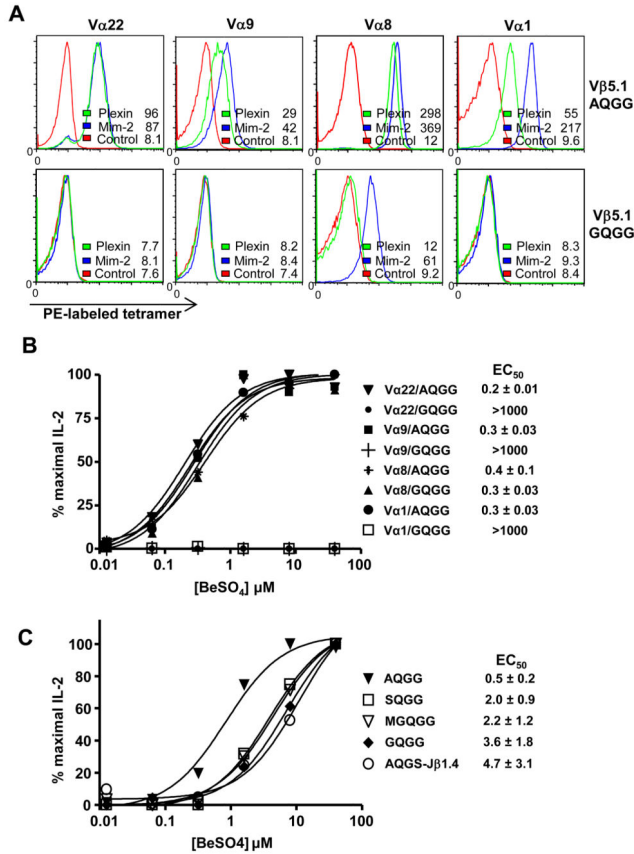 A
Vα22
Vα9
Vα8
Vα1
Plexin 96
Mim-2 87
Control 8.1
0
Plexin 29
Mim-2 42
Control 8.1
0
Plexin 298
Mim-2 369
Control 12
0
Plexin 55
Mim-2 217
Control 9.6
0
Vβ5.1
AQGG
Plexin 7.7
Mim-2 8.1
Control 7.6
0
Plexin 8.2
Mim-2 8.4
Control 7.4
0
Plexin 12
Mim-2 61
Control 9.2
0
Plexin 8.3
Mim-2 9.3
Control 8.4
0
Vβ5.1
GQGG
PE-labeled tetramer
B
% maximal IL-2
100
75
50
25
0
0.01 0.1 1 10 100
[BeSO₄] µM
EC₅₀
Vα22/AQGG 0.2 ± 0.01
Vα22/GQGG >1000
Vα9/AQGG 0.3 ± 0.03
Vα9/GQGG >1000
Vα8/AQGG 0.4 ± 0.1
Vα8/GQGG 0.3 ± 0.03
Vα1/AQGG 0.3 ± 0.03
Vα1/GQGG >1000
C
% maximal IL-2
100
80
60
40
20
0
0.01 0.1 1 10 100
[BeSO4] µM
EC₅₀
AQGG 0.5 ± 0.2
SQGG 2.0 ± 0.9
MGQGG 2.2 ± 1.2
GQGG 3.6 ± 1.8
AQGS-Jβ1.4 4.7 ± 3.1